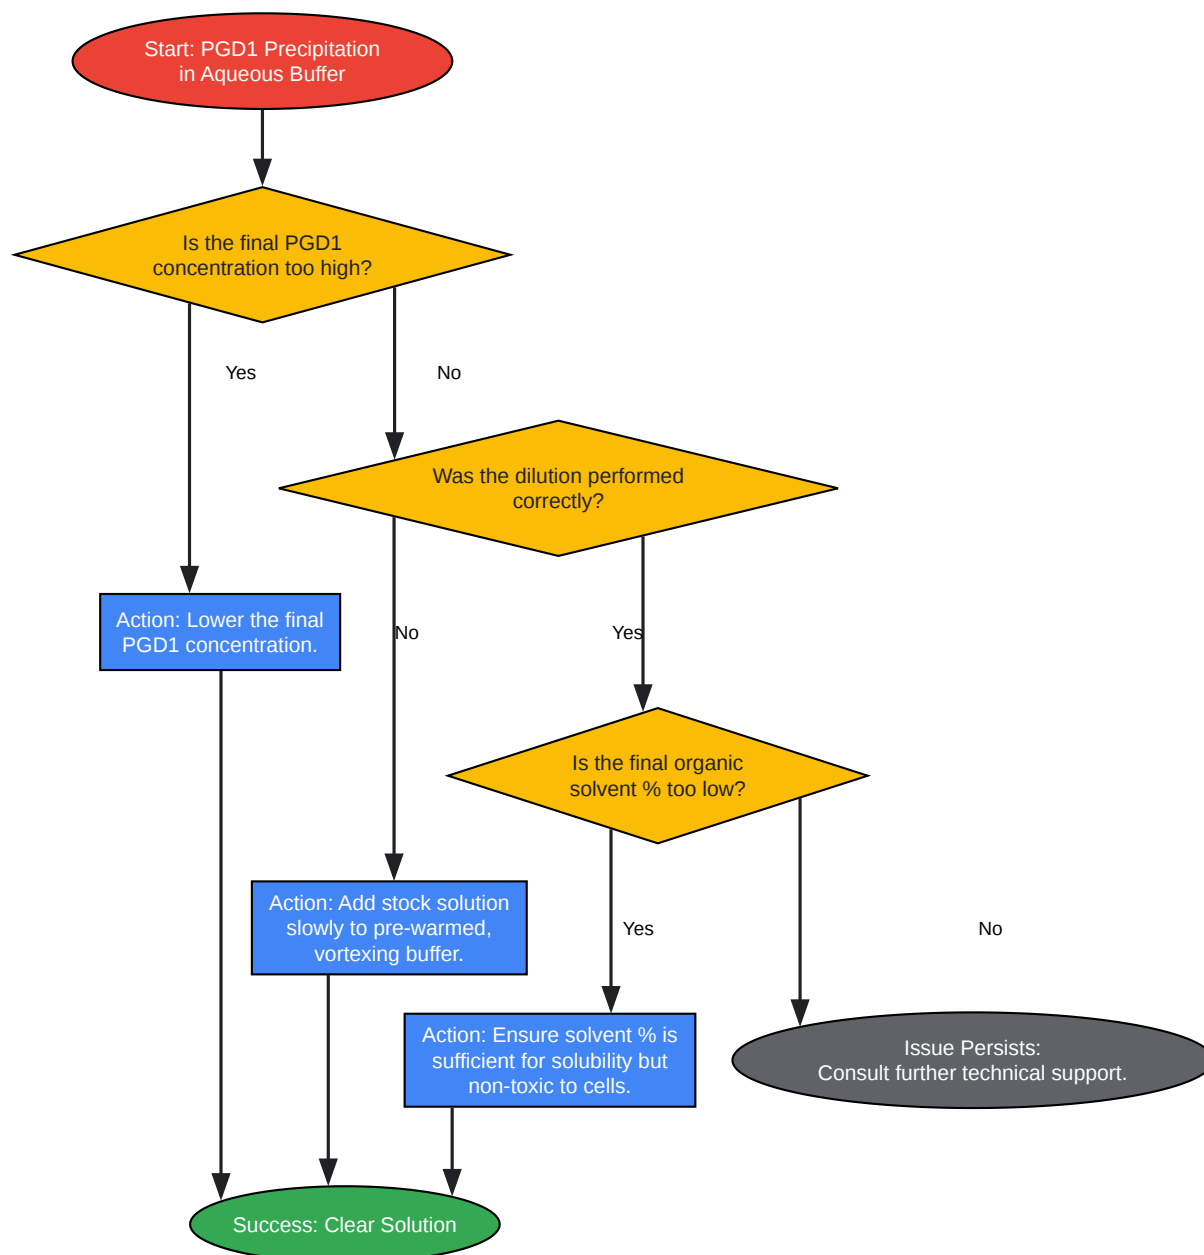 Start: PGD1 Precipitation
in Aqueous Buffer
Is the final PGD1
concentration too high?
Yes
No
Was the dilution performed
correctly?
Action: Lower the final
PGD1 concentration.
No
Yes
Is the final organic
solvent % too low?
Action: Add stock solution
slowly to pre-warmed,
vortexing buffer.
Yes
No
Action: Ensure solvent % is
sufficient for solubility but
non-toxic to cells.
Issue Persists:
Consult further technical support.
Success: Clear Solution